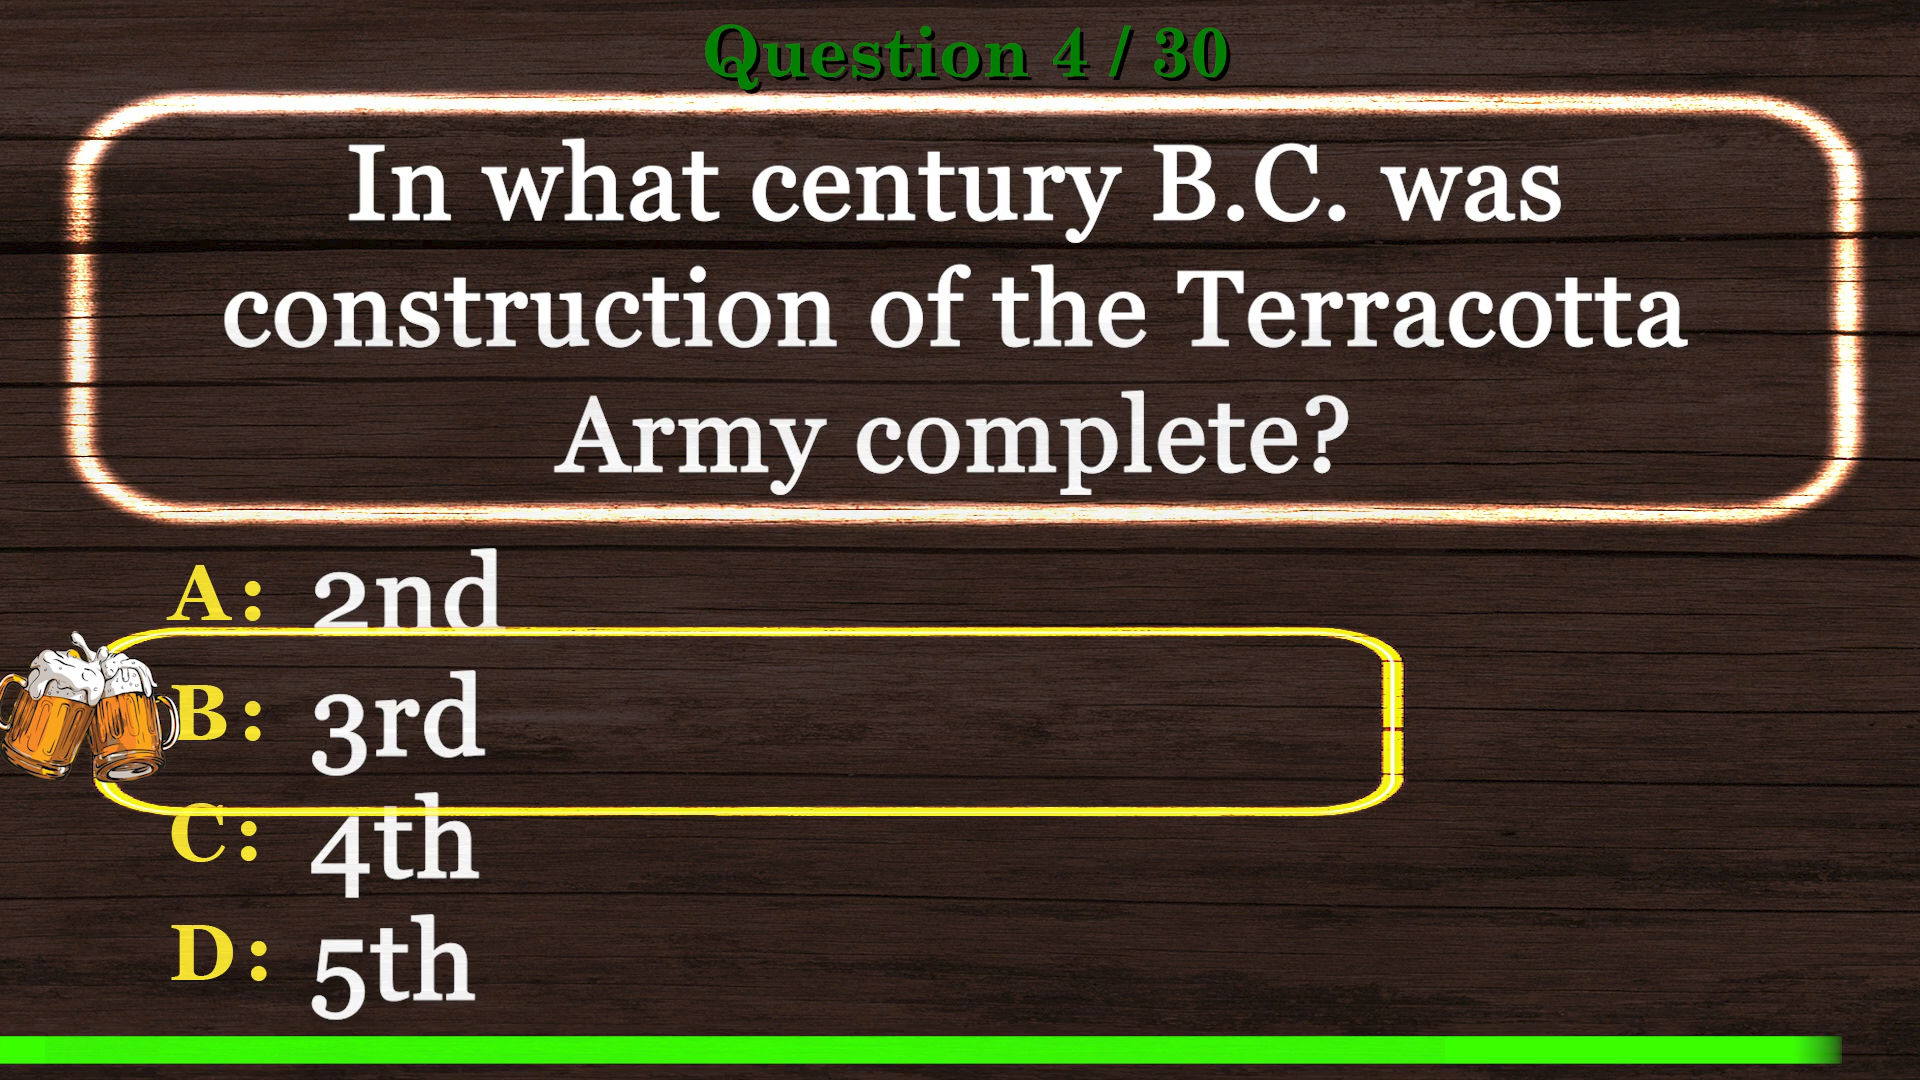 Question 4 / 30
In what century B.C. was
construction of the Terracotta
Army complete?
A: 2nd
B: 3rd
C: 4th
D: 5th